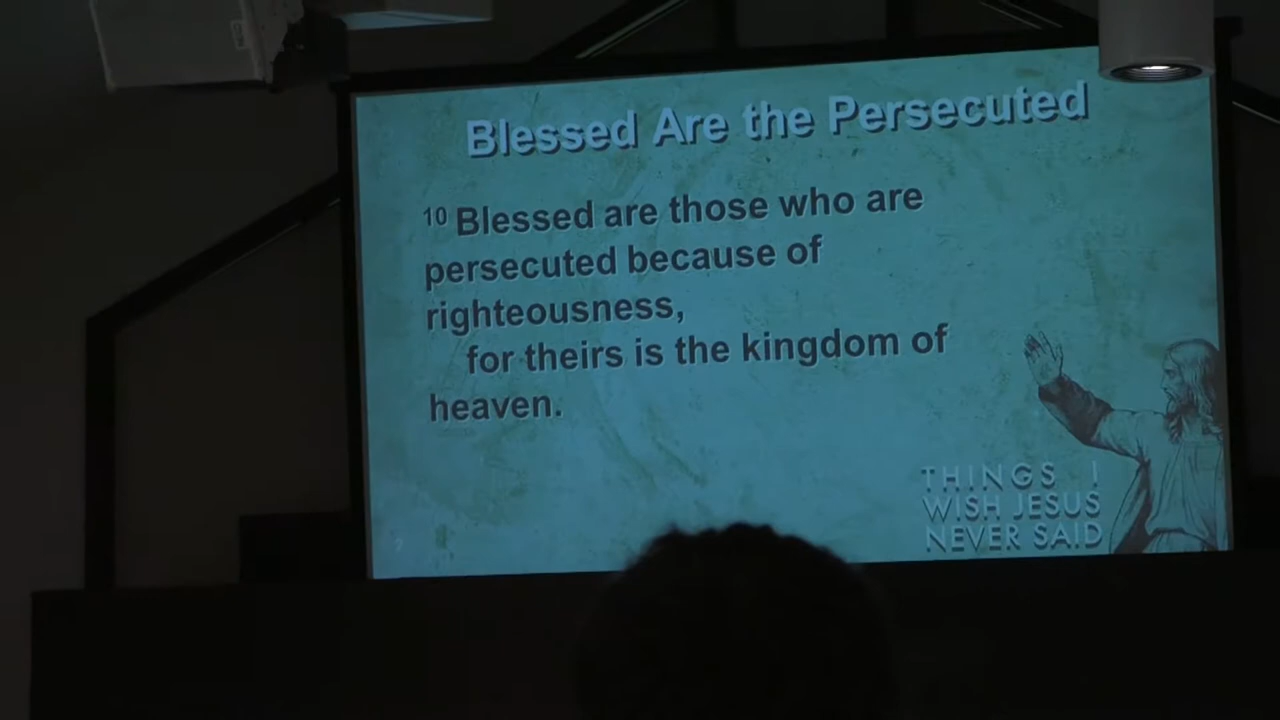 Blessed Are the Persecuted
10 Blessed are those who are
persecuted because of
righteousness,
for theirs is the kingdom of
heaven.
THINGS I
WISH JESUS
NEVER SAID